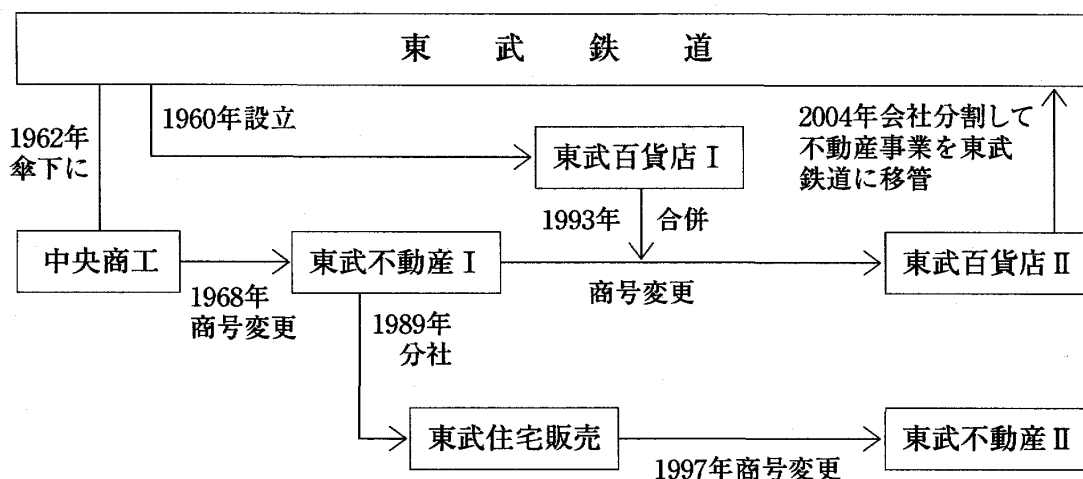 東武鉄道
1962年
傘下に
1960年設立
東武百貨店Ⅰ
2004年会社分割して
不動産事業を東武
鉄道に移管
1993年 合併
中央商工
東武不動産Ⅰ
東武百貨店Ⅱ
1968年
商号変更
商号変更
1989年
分社
東武住宅販売
東武不動産Ⅱ
1997年商号変更